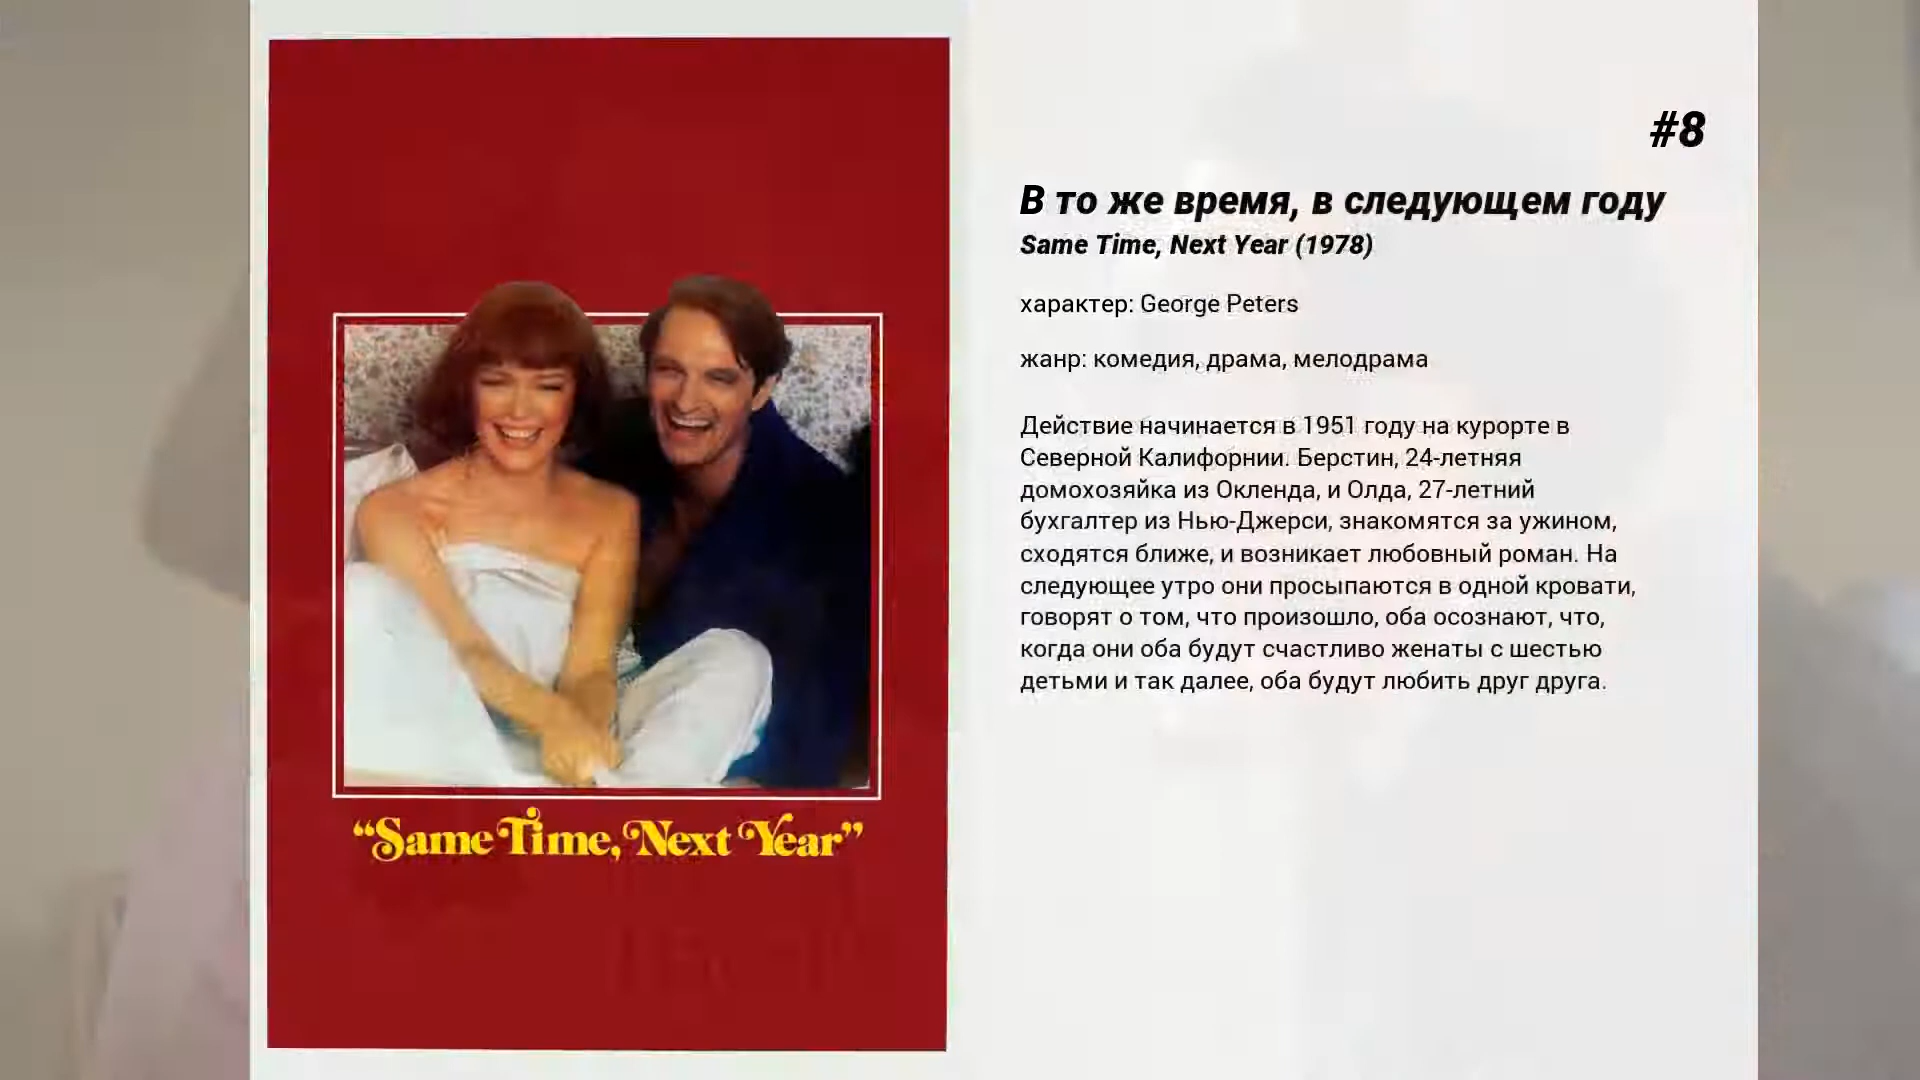 #8
В то же время, в следующем году
Same Time, Next Year (1978)
характер: George Peters
жанр: комедия, драма, мелодрама
Действие начинается в 1951 году на курорте в
Северной Калифорнии. Берстин, 24-летняя
домохозяйка из Окленда, и Олда, 27-летний
бухгалтер из Нью-Джерси, знакомятся за ужином,
сходятся ближе, и возникает любовный роман. На
следующее утро они просыпаются в одной кровати,
говорят о том, что произошло, оба осознают, что,
когда они оба будут счастливо женаты с шестью
детьми и так далее, оба будут любить друг друга.
“Same Time, Next Year”